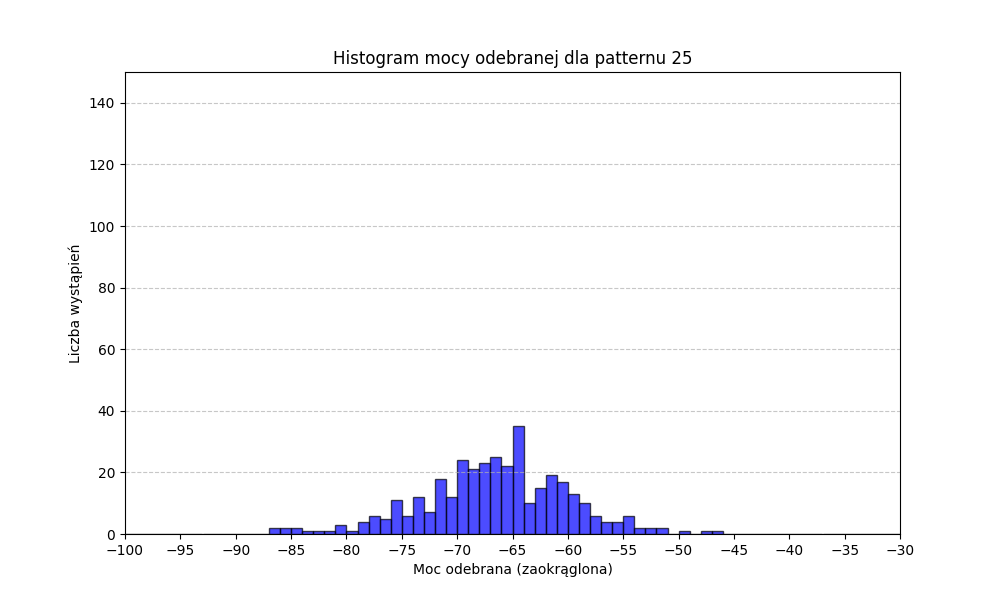 Histogram mocy odebranej dla patternu 25
Liczba wystąpień
140
120
100
80
60
40
20
0
−100 −95 −90 −85 −80 −75 −70 −65 −60 −55 −50 −45 −40 −35 −30
Moc odebrana (zaokrąglona)